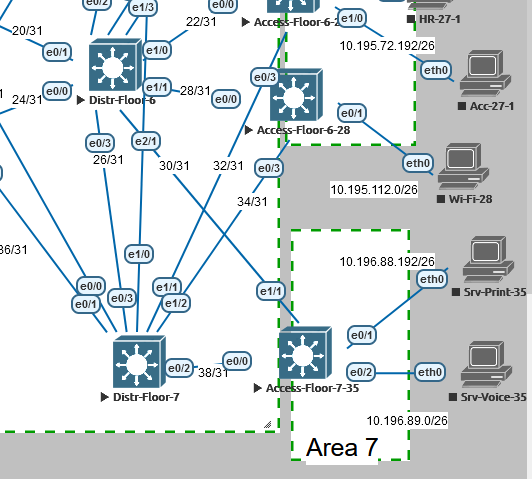 e0/2
e1/3
e0/0
22/31
Access-Floor-6-2
e1/0
HR-27-1
20/31
e0/1
e1/0
10.195.72.192/26
eth0
Acc-27-1
e0/3
24/31
e0/0
e1/1
28/31
e0/0
Distr-Floor-6
e0/1
Access-Floor-6-28
e0/3
e2/1
26/31
30/31
32/31
e0/3
eth0
10.195.112.0/26
Wi-Fi-28
34/31
36/31
e1/0
10.196.88.192/26
eth0
Srv-Print-35
e0/0
e0/1
e0/3
e1/1
e1/2
e1/1
e0/1
e0/2
38/31
e0/0
e0/2
eth0
Access-Floor-7-35
Srv-Voice-35
Distr-Floor-7
10.196.89.0/26
Area 7